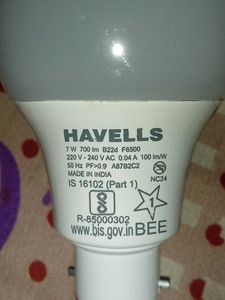 HAVELLS
7 W 700 lm B22d F6500
220 V - 240 V AC 0.04 A 100 lm/W
50 Hz PF>0.9 A67B2C2
MADE IN INDIA
NC24
IS 16102 (Part 1)
1
R-85000302
www.bis.gov.in BEE